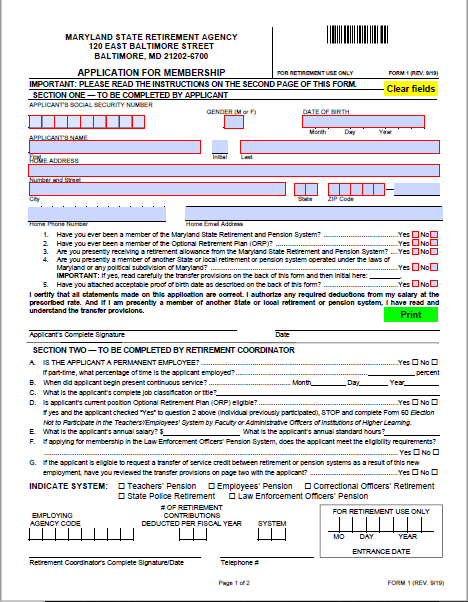 MARYLAND STATE RETIREMENT AGENCY
120 EAST BALTIMORE STREET
BALTIMORE, MD 21202-6700
APPLICATION FOR MEMBERSHIP
FOR RETIREMENT USE ONLY
FORM 1 (REV. 9/19)
IMPORTANT: PLEASE READ THE INSTRUCTIONS ON THE SECOND PAGE OF THIS FORM.
Clear fields
SECTION ONE — TO BE COMPLETED BY APPLICANT
APPLICANT'S SOCIAL SECURITY NUMBER
GENDER (M or F)
DATE OF BIRTH
Month Day Year
APPLICANT'S NAME
First Initial Last
HOME ADDRESS
Number and Street
City State ZIP Code
Home Phone Number Home Email Address
1. Have you ever been a member of the Maryland State Retirement and Pension System? Yes No
2. Have you ever been a member of the Optional Retirement Plan (ORP)? Yes No
3. Are you presently receiving a retirement allowance from the Maryland State Retirement and Pension System? Yes No
4. Are you presently a member of another State or local retirement or pension system operated under the laws of
Maryland or any political subdivision of Maryland? Yes No
IMPORTANT: If yes, read carefully the transfer provisions on the back of this form and then initial here:
5. Have you attached acceptable proof of birth date as described on the back of this form? Yes No
I certify that all statements made on this application are correct. I authorize any required deductions from my salary at the
prescribed rate. And if I am presently a member of another State or local retirement or pension system, I have read and
understand the transfer provisions.
Print
Applicant's Complete Signature Date
SECTION TWO — TO BE COMPLETED BY RETIREMENT COORDINATOR
A. IS THE APPLICANT A PERMANENT EMPLOYEE? Yes No
If part-time, what percentage of time is the applicant employed? percent
B. When did applicant begin present continuous service? Month Day Year
C. What is the applicant's complete job classification or title?
D. Is applicant's current position Optional Retirement Plan (ORP) eligible? Yes No
If yes and the applicant checked "Yes" to question 2 above (individual previously participated), STOP and complete Form 60 Election
Not to Participate in the Teachers'/Employees' System by Faculty or Administrative Officers of Institutions of Higher Learning.
E. What is the applicant's annual salary? $ What is the applicant's annual standard hours?
F. If applying for membership in the Law Enforcement Officers' Pension System, does the applicant meet the eligibility requirements?
Yes No
G. If the applicant is eligible to request a transfer of service credit between retirement or pension systems as a result of this new
employment, have you reviewed the transfer provisions on page two with the applicant? Yes No
INDICATE SYSTEM: Teachers' Pension Employees' Pension Correctional Officers' Retirement
State Police Retirement Law Enforcement Officers' Pension
EMPLOYING
AGENCY CODE
# OF RETIREMENT
CONTRIBUTIONS
DEDUCTED PER FISCAL YEAR
SYSTEM
FOR RETIREMENT USE ONLY
MO DAY YEAR
ENTRANCE DATE
Retirement Coordinator's Complete Signature/Date Telephone #
Page 1 of 2
FORM 1 (REV. 9/19)